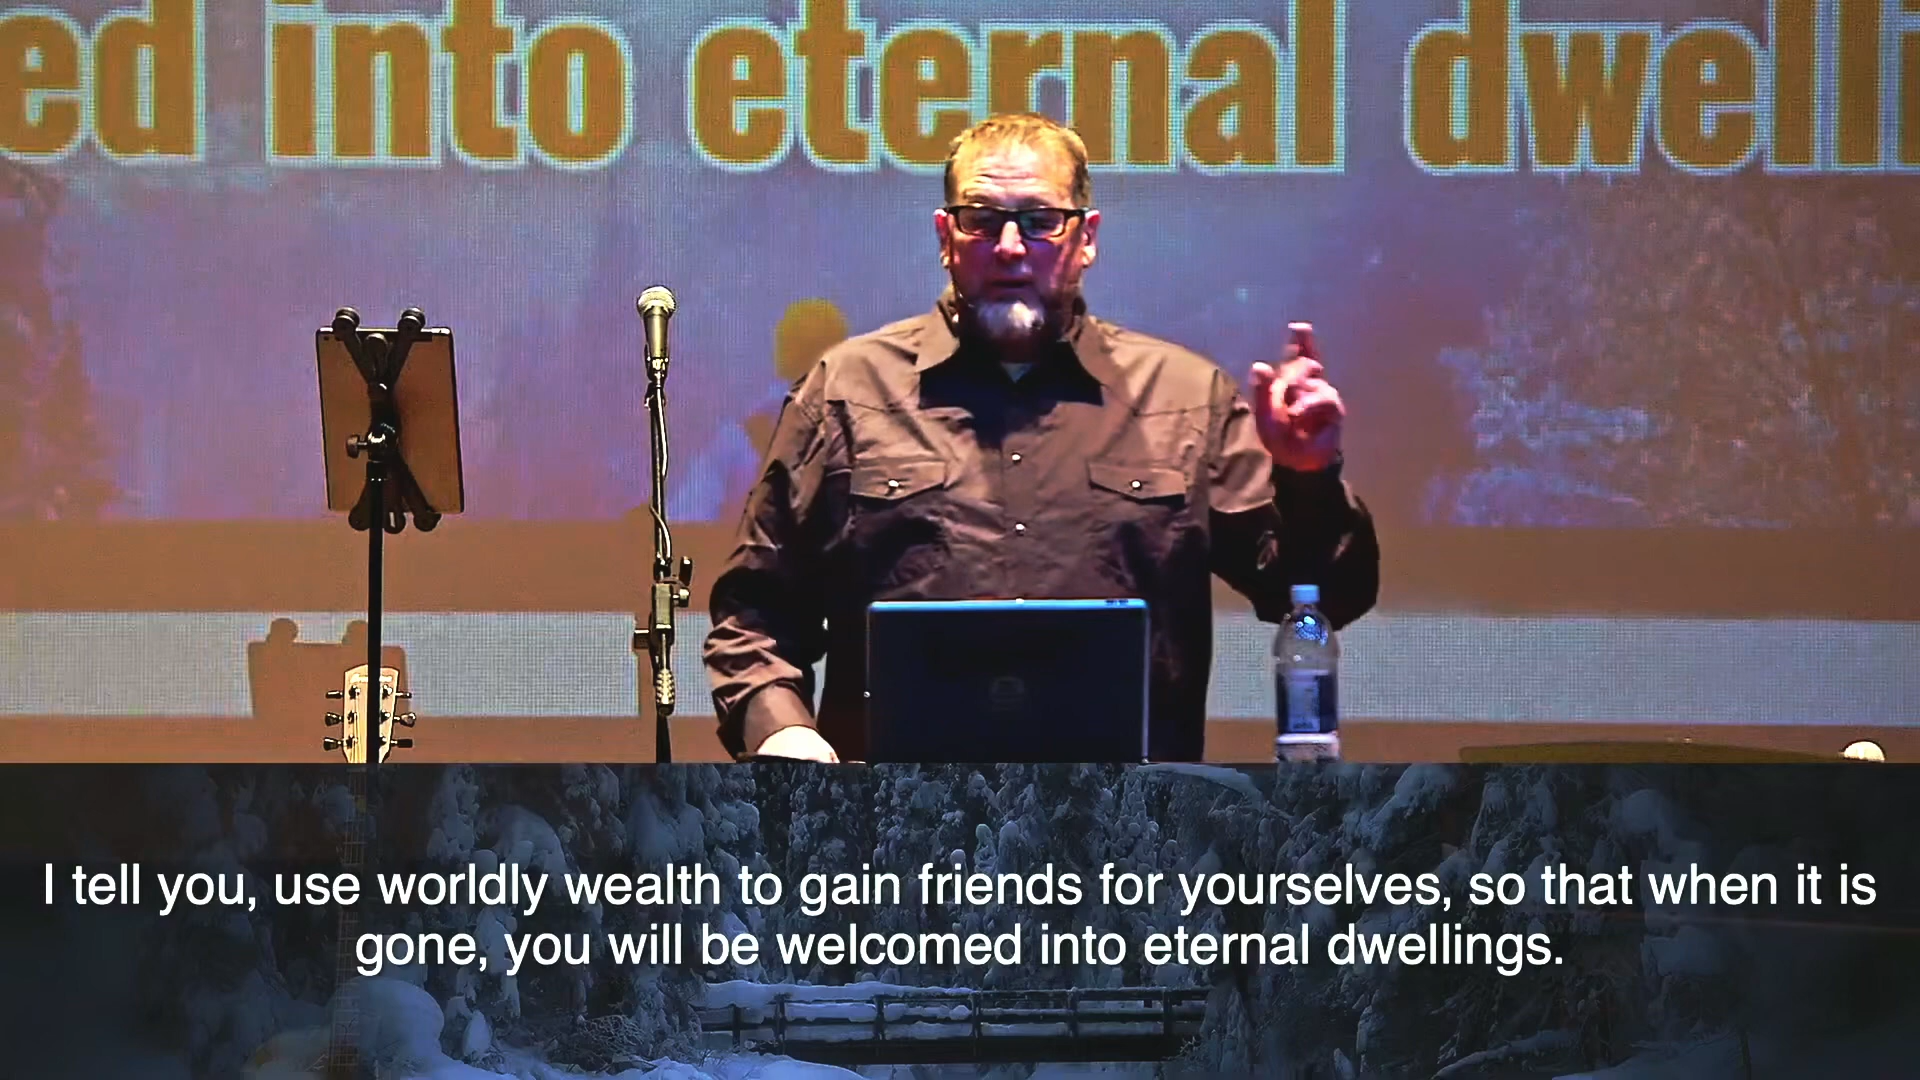 ed into eternal dwelli
I tell you, use worldly wealth to gain friends for yourselves, so that when it is
gone, you will be welcomed into eternal dwellings.